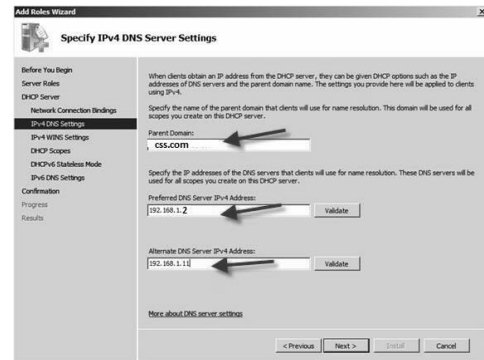 Add Roles Wizard
Specify IPv4 DNS Server Settings
Before You Begin
Server Roles
DHCP Server
Network Connection Bindings
IPv4 DNS Settings
IPv4 WINS Settings
DHCP Scopes
DHCPv6 Stateless Mode
IPv6 DNS Settings
Confirmation
Progress
Results
When clients obtain an IP address from the DHCP server, they can be given DHCP options such as the IP
addresses of DNS servers and the parent domain name. The settings you provide here will be applied to clients
using IPv4.
Specify the name of the parent domain that clients will use for name resolution. This domain will be used for all
scopes you create on this DHCP server.
Parent Domain:
css.com
Specify the IP addresses of the DNS servers that clients will use for name resolution. These DNS servers will be
used for all scopes you create on this DHCP server.
Preferred DNS Server IPv4 Address:
192.168.1.2
Validate
Alternate DNS Server IPv4 Address:
192.168.1.11
Validate
More about DNS server settings
< Previous
Next >
Install
Cancel